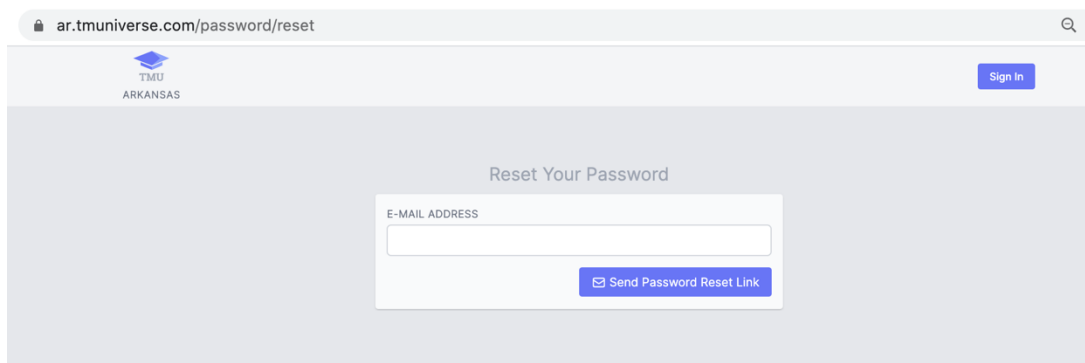 ar.tmuniverse.com/password/reset
TMU
ARKANSAS
Sign In
Reset Your Password
E-MAIL ADDRESS
Send Password Reset Link